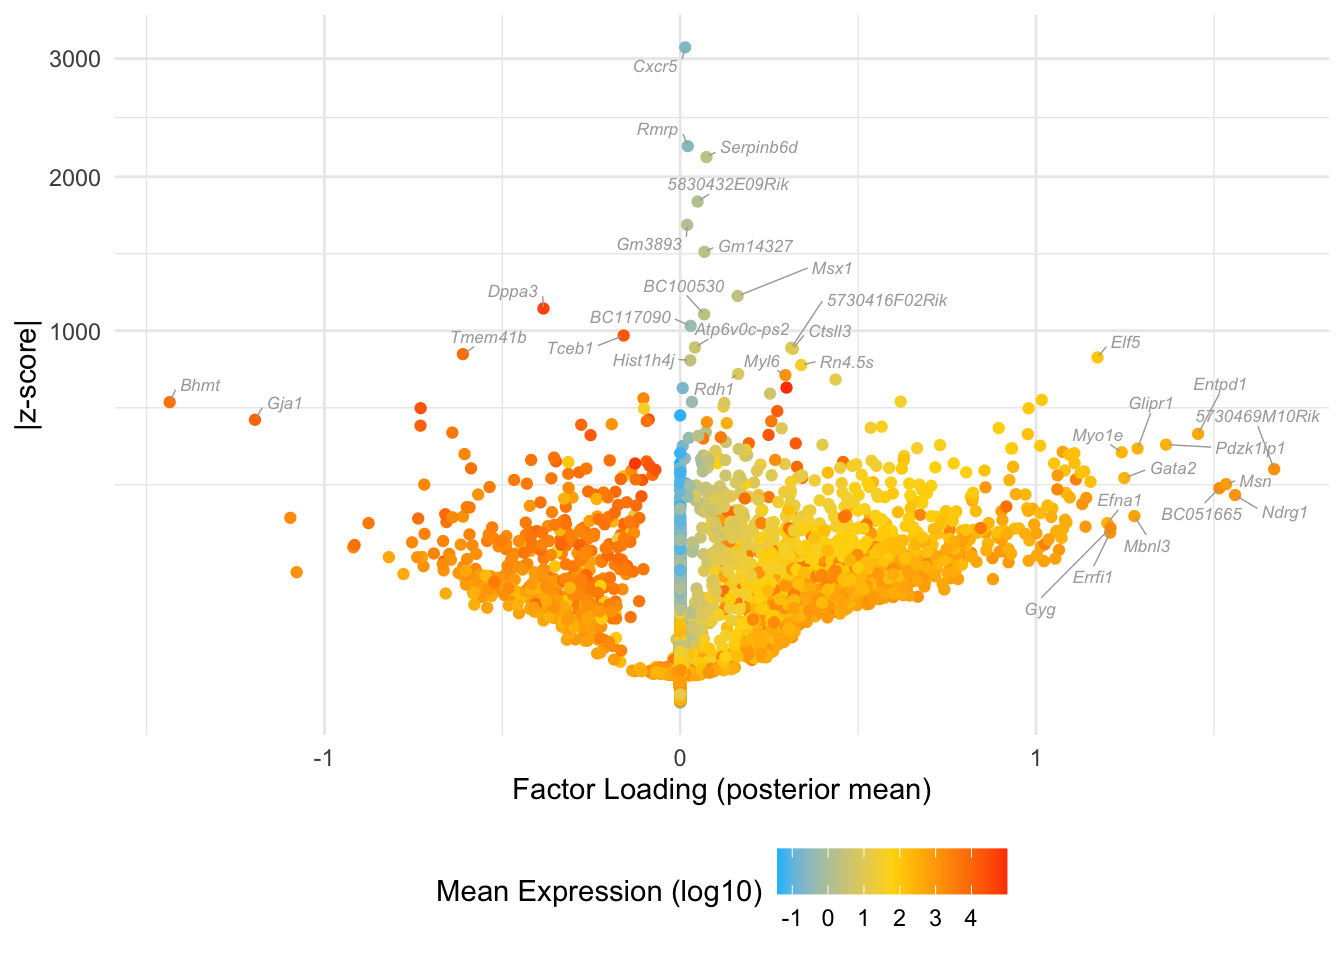 3000
Cxcr5
Rmrp
Serpinb6d
2000
5830432E09Rik
Gm3893
Gm14327
Msx1
BC100530
Dppa3
5730416F02Rik
BC117090
1000
Atp6v0c-ps2
Ctsll3
Tmem41b
Tceb1
Elf5
Hist1h4j
Myl6
Rn4.5s
Bhmt
Rdh1
Entpd1
Gja1
Glipr1
5730469M10Rik
Myo1e
Pdzk1ip1
Gata2
Msn
Efna1
BC051665
Ndrg1
Mbnl3
Errfi1
Gyg
|z-score|
-1
0
1
Factor Loading (posterior mean)
Mean Expression (log10)
-1 0 1 2 3 4